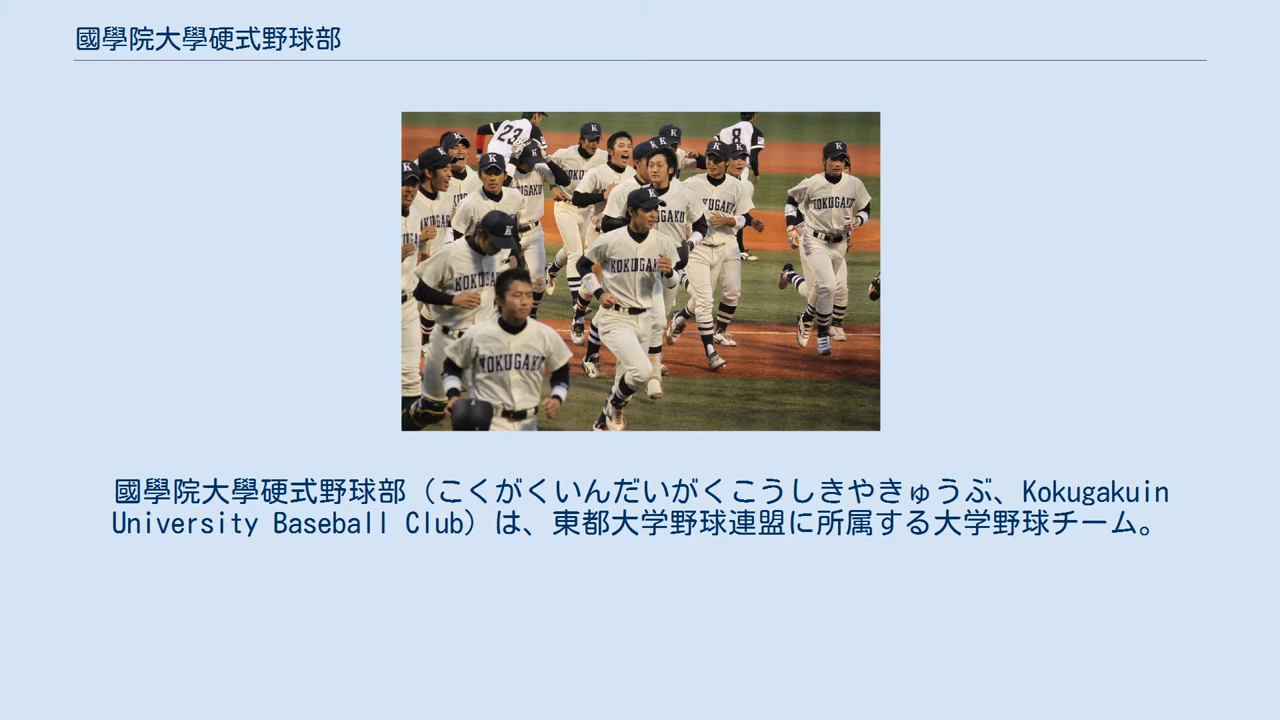 國學院大學硬式野球部
23
8
K
KOKUGAKU
國學院大學硬式野球部（こくがくいんだいがくこうしきやきゅうぶ、Kokugakuin
University Baseball Club）は、東都大学野球連盟に所属する大学野球チーム。